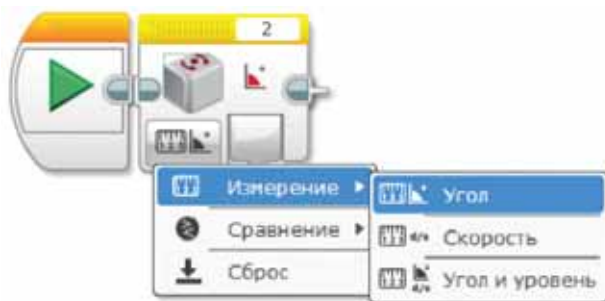 2
Измерение
Угол
Сравнение
d/s Скорость
Сброс
d/s Угол и уровень